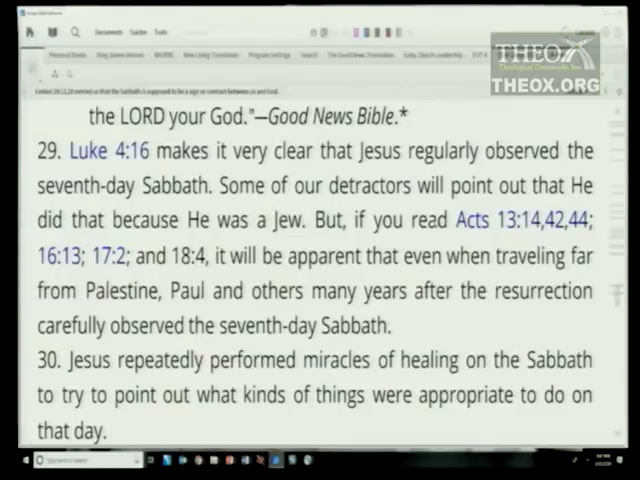 Documents Guides Tools
THEOX
THEOX.ORG
the LORD your God."—Good News Bible.*
29. Luke 4:16 makes it very clear that Jesus regularly observed the
seventh-day Sabbath. Some of our detractors will point out that He
did that because He was a Jew. But, if you read Acts 13:14,42,44;
16:13; 17:2; and 18:4, it will be apparent that even when traveling far
from Palestine, Paul and others many years after the resurrection
carefully observed the seventh-day Sabbath.
30. Jesus repeatedly performed miracles of healing on the Sabbath
to try to point out what kinds of things were appropriate to do on
that day.